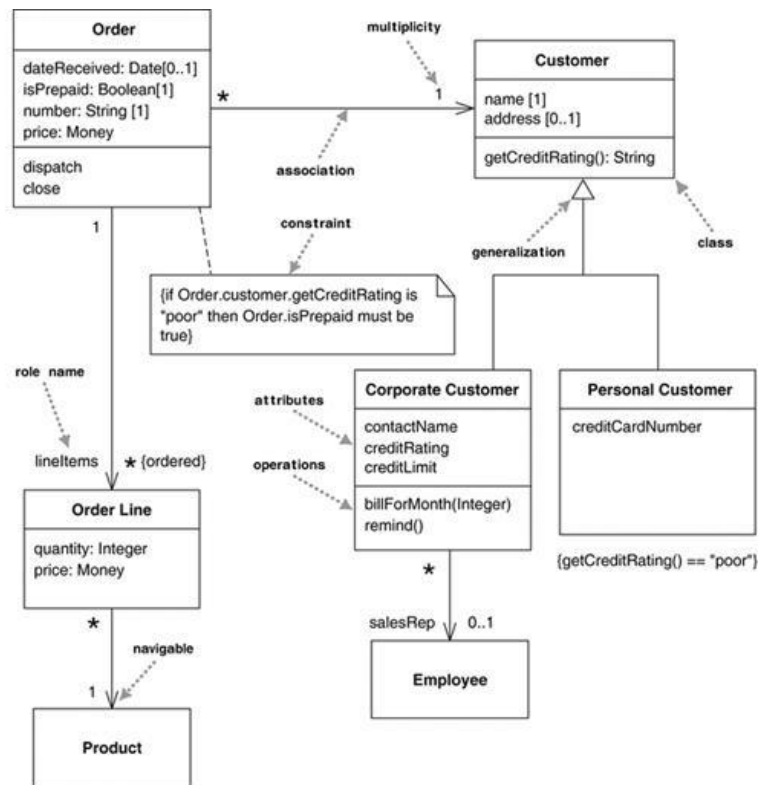 Order
dateReceived: Date[0..1]
isPrepaid: Boolean[1]
number: String [1]
price: Money
dispatch
close
multiplicity
*
1
association
Customer
name [1]
address [0..1]
getCreditRating(): String
generalization
class
1
constraint
{if Order.customer.getCreditRating is
"poor" then Order.isPrepaid must be
true}
role name
lineItems
* {ordered}
Order Line
quantity: Integer
price: Money
*
navigable
1
Product
attributes
operations
Corporate Customer
contactName
creditRating
creditLimit
billForMonth(Integer)
remind()
*
salesRep
0..1
Employee
Personal Customer
creditCardNumber
{getCreditRating() == "poor"}